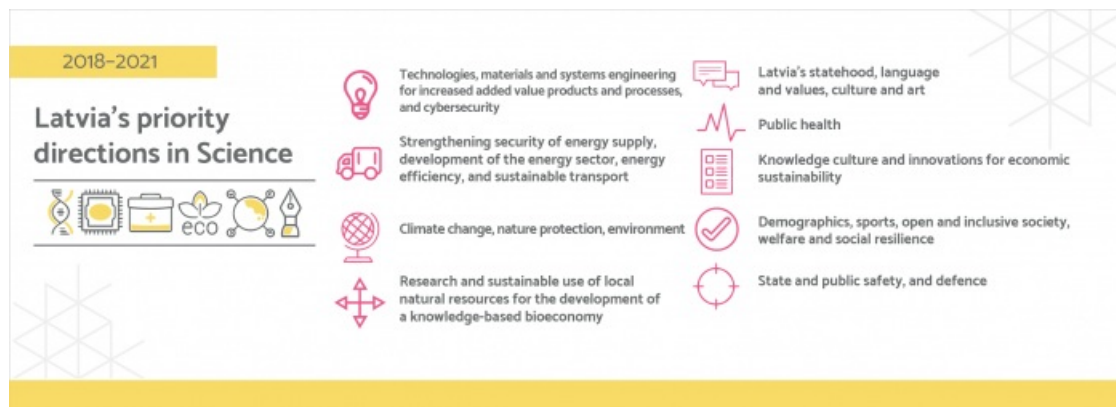 2018–2021
Latvia's priority
directions in Science
eco
Technologies, materials and systems engineering
for increased added value products and processes,
and cybersecurity
Strengthening security of energy supply,
development of the energy sector, energy
efficiency, and sustainable transport
Climate change, nature protection, environment
Research and sustainable use of local
natural resources for the development of
a knowledge-based bioeconomy
Latvia's statehood, language
and values, culture and art
Public health
Knowledge culture and innovations for economic
sustainability
Demographics, sports, open and inclusive society,
welfare and social resilience
State and public safety, and defence